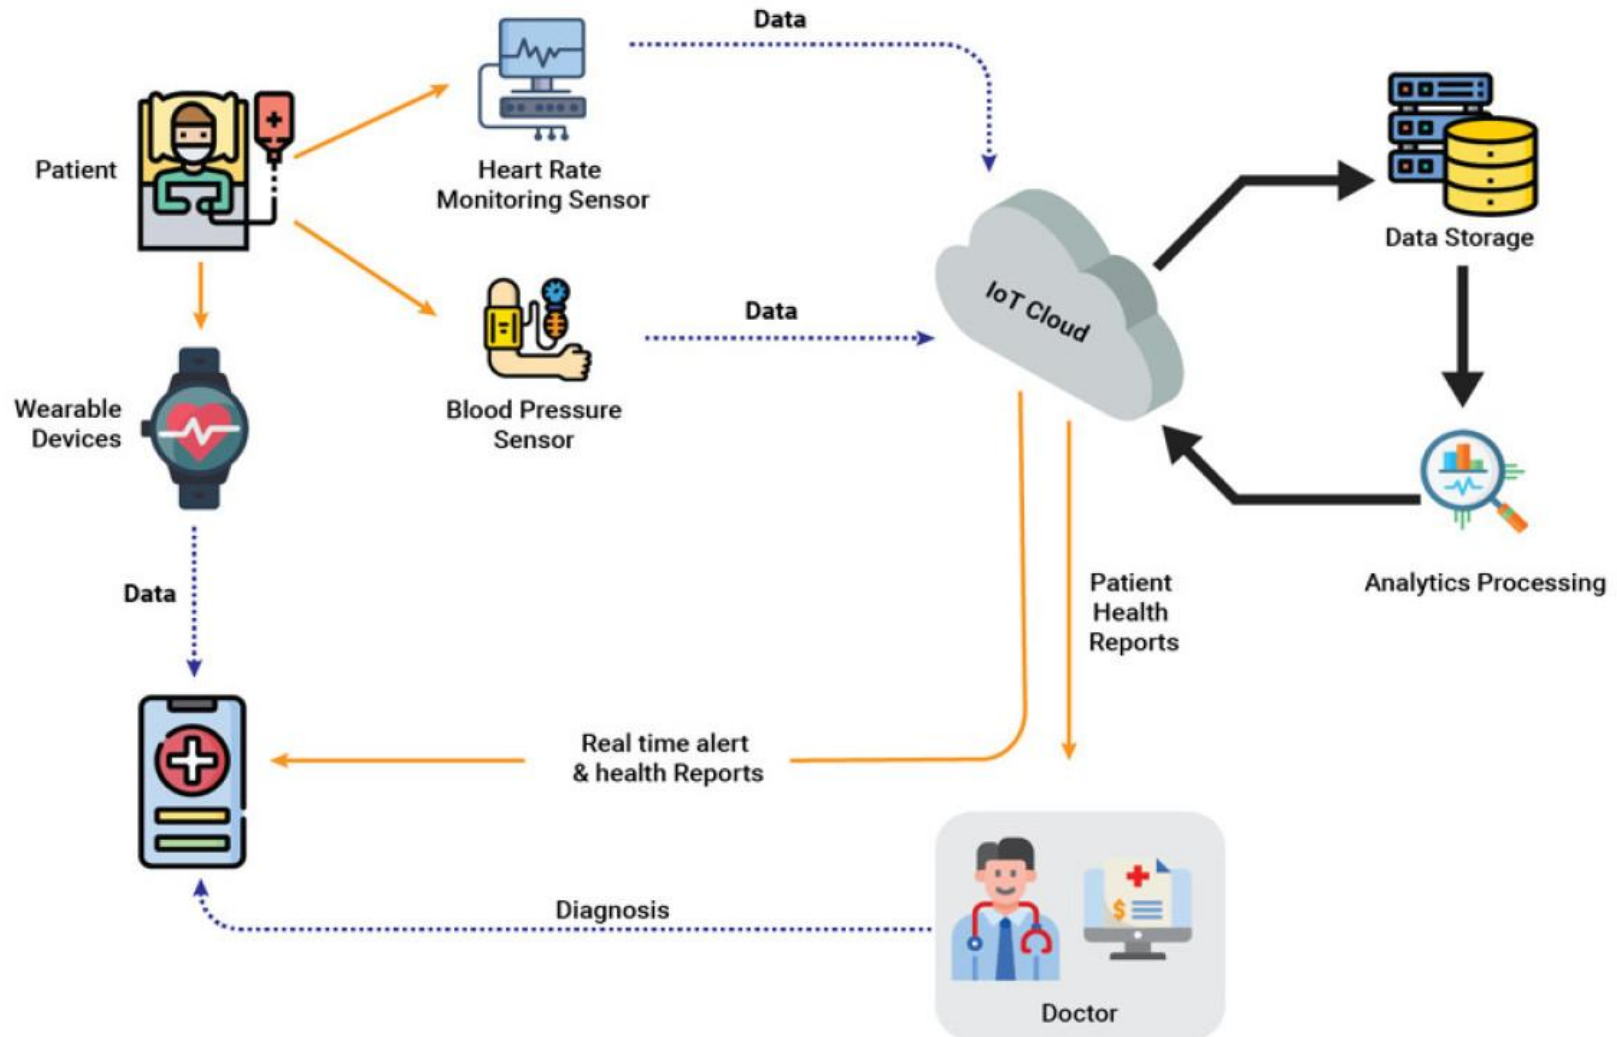 Data
Patient
Heart Rate
Monitoring Sensor
Data Storage
IoT Cloud
Data
Wearable
Devices
Blood Pressure
Sensor
Data
Patient
Health
Reports
Analytics Processing
Real time alert
& health Reports
Diagnosis
$
Doctor